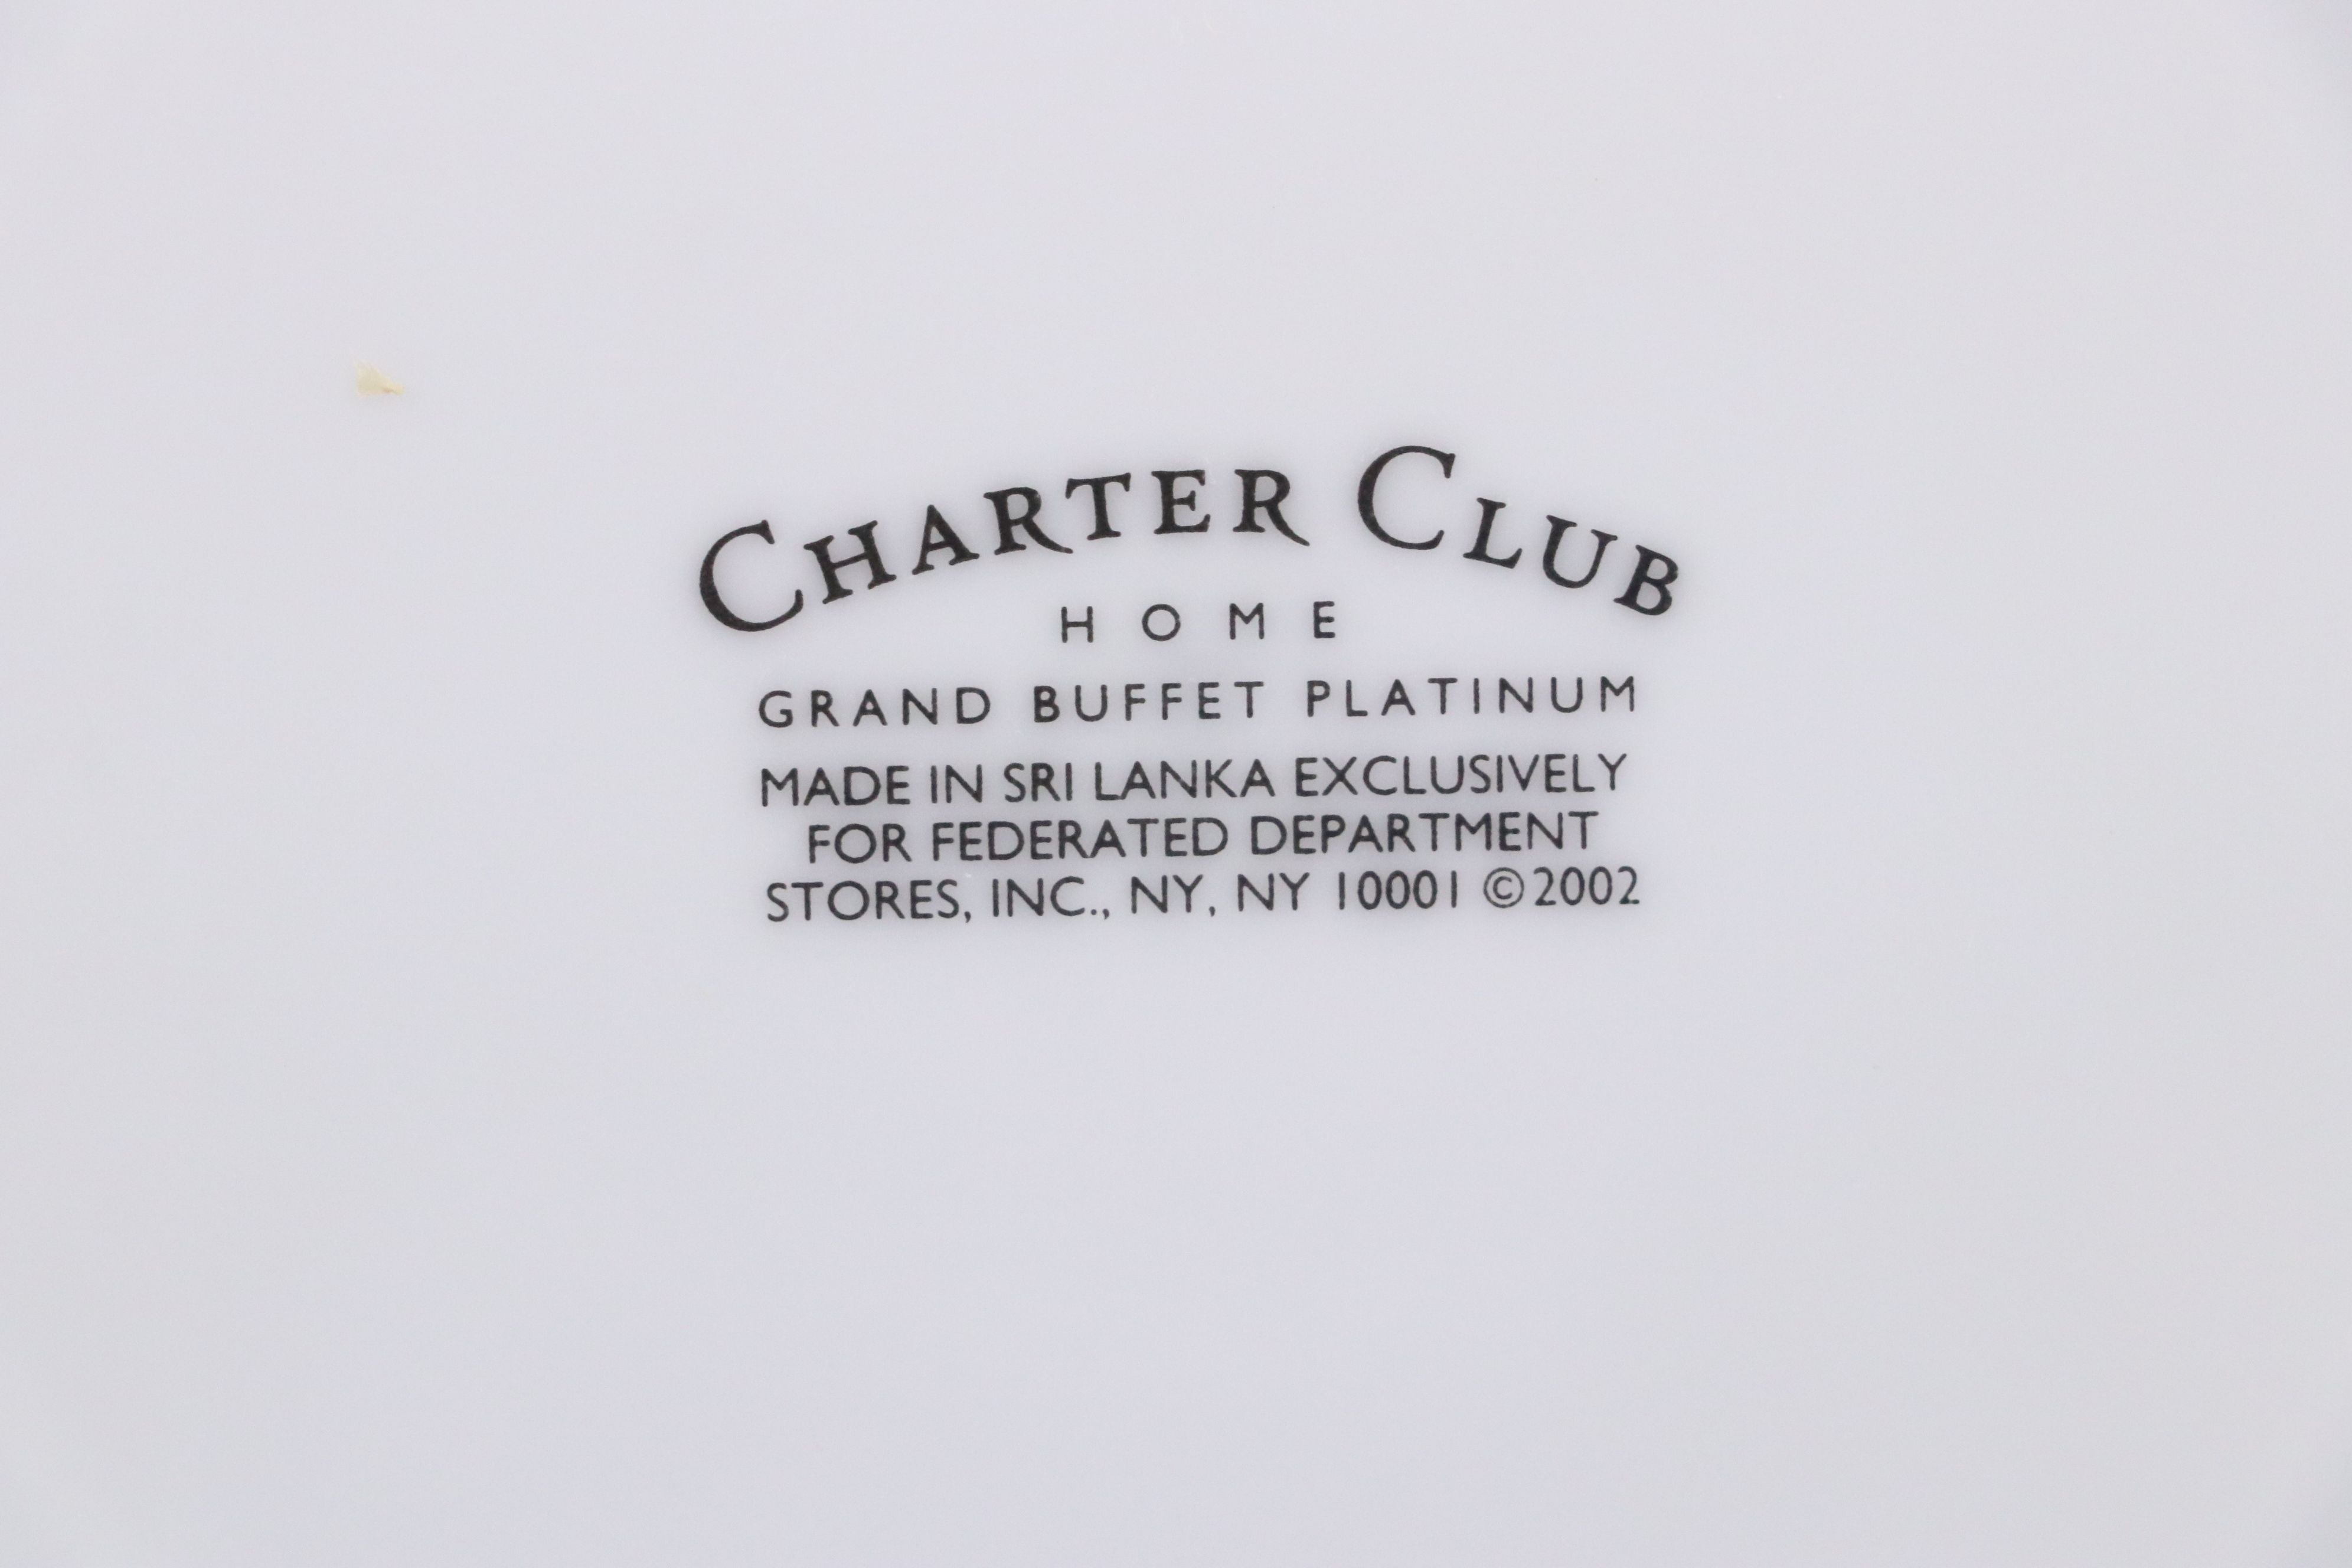 CHARTER CLUB
HOME
GRAND BUFFET PLATINUM
MADE IN SRI LANKA EXCLUSIVELY
FOR FEDERATED DEPARTMENT
STORES, INC., NY, NY 10001 ©2002